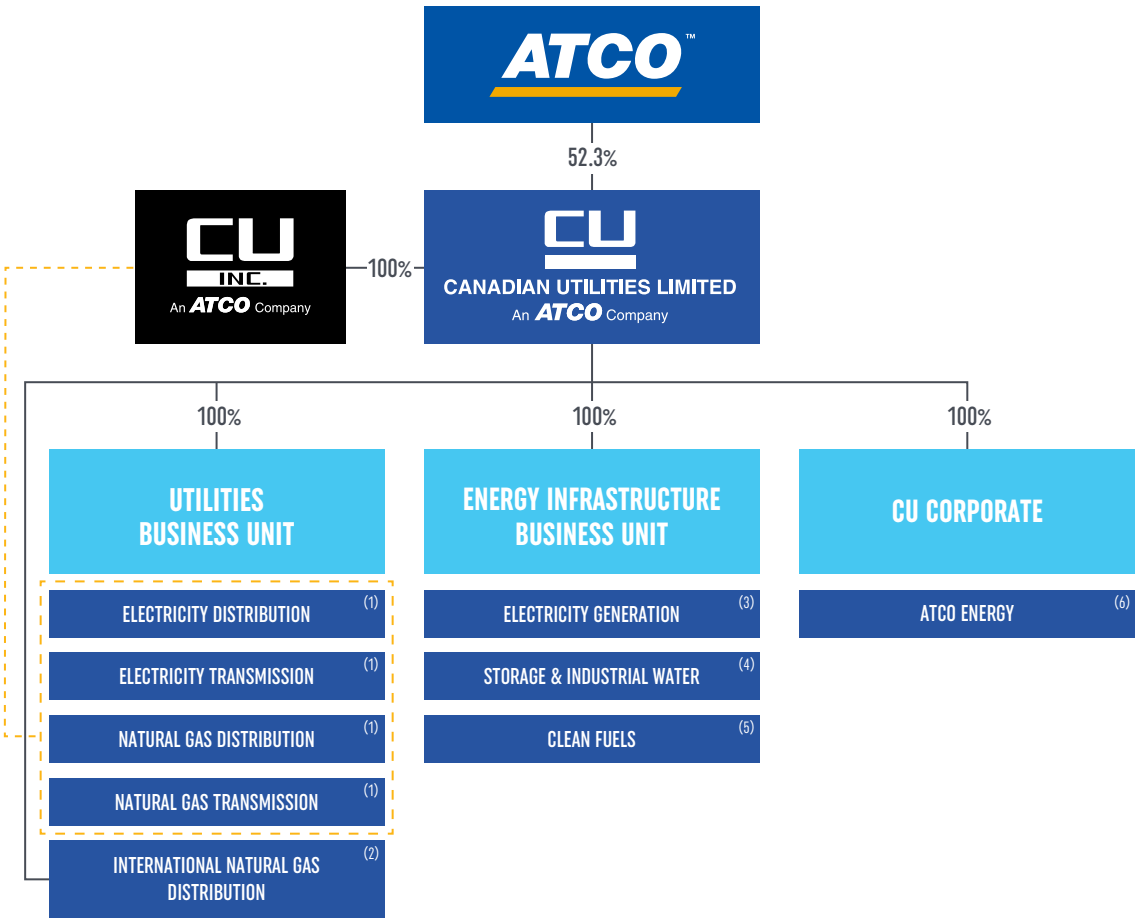 ATCO™
52.3%
CU
INC.
An ATCO Company
100%
CU
CANADIAN UTILITIES LIMITED
An ATCO Company
100%
100%
100%
UTILITIES
BUSINESS UNIT
ENERGY INFRASTRUCTURE
BUSINESS UNIT
CU CORPORATE
ELECTRICITY DISTRIBUTION (1)
ELECTRICITY GENERATION (3)
ATCO ENERGY (6)
ELECTRICITY TRANSMISSION (1)
STORAGE & INDUSTRIAL WATER (4)
NATURAL GAS DISTRIBUTION (1)
CLEAN FUELS (5)
NATURAL GAS TRANSMISSION (1)
INTERNATIONAL NATURAL GAS (2)
DISTRIBUTION